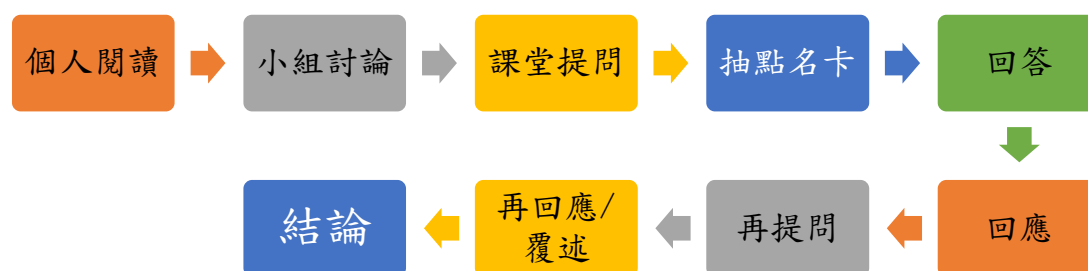 個人閱讀
小組討論
課堂提問
抽點名卡
回答
回應
再提問
再回應/
覆述
結論